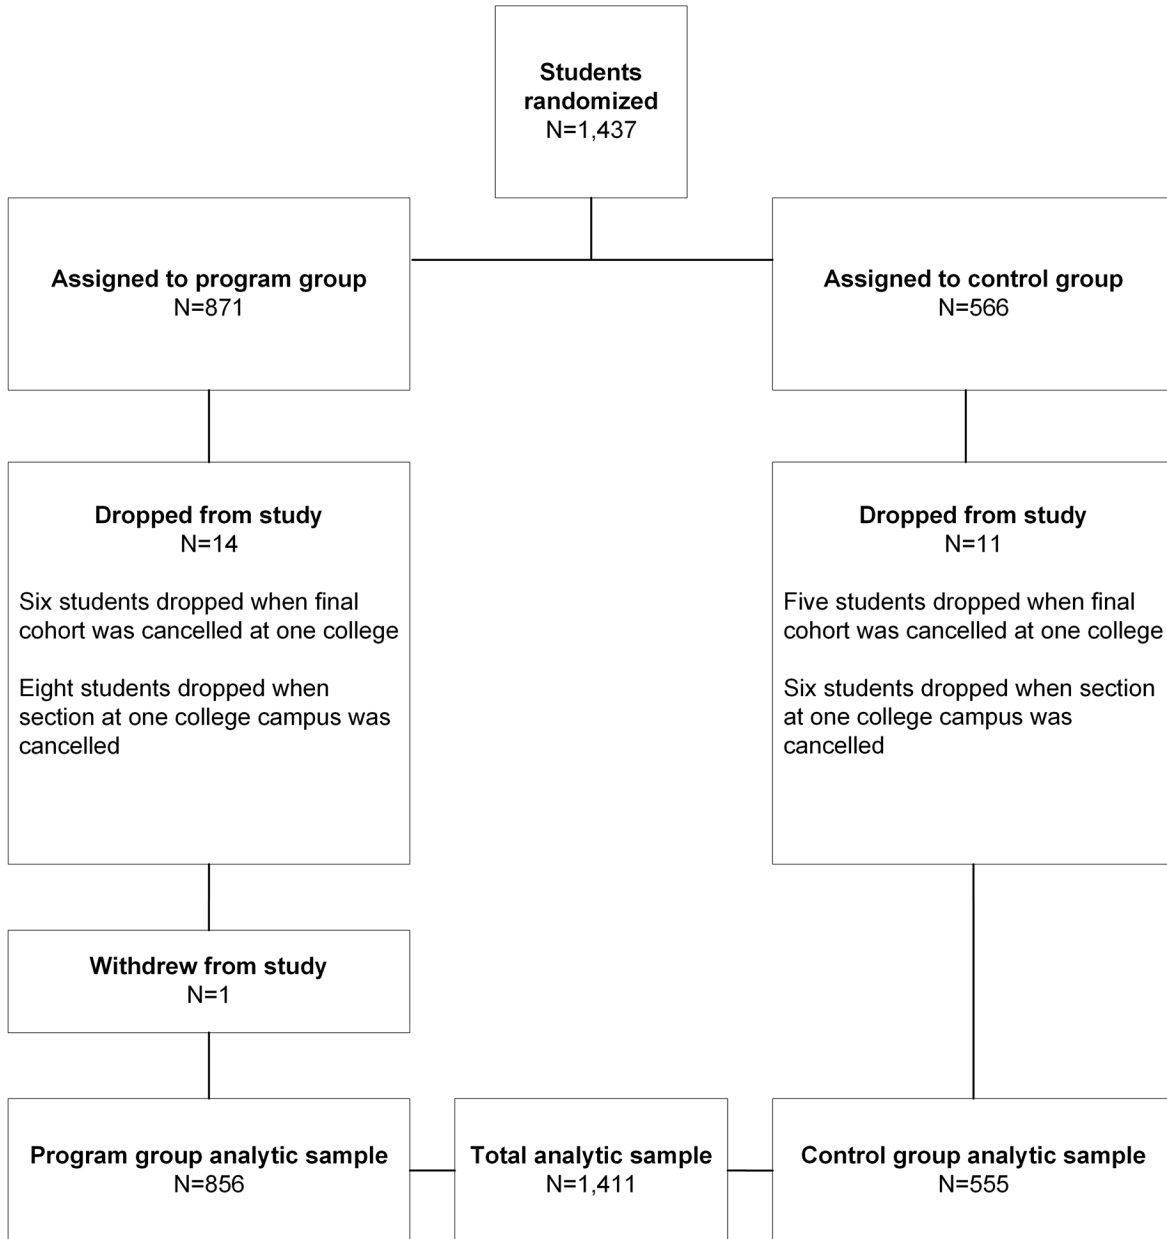 Students
randomized
N=1,437
Assigned to program group
N=871
Assigned to control group
N=566
Dropped from study
N=14
Six students dropped when final
cohort was cancelled at one college
Eight students dropped when
section at one college campus was
cancelled
Dropped from study
N=11
Five students dropped when final
cohort was cancelled at one college
Six students dropped when section
at one college campus was
cancelled
Withdrew from study
N=1
Program group analytic sample
N=856
Total analytic sample
N=1,411
Control group analytic sample
N=555